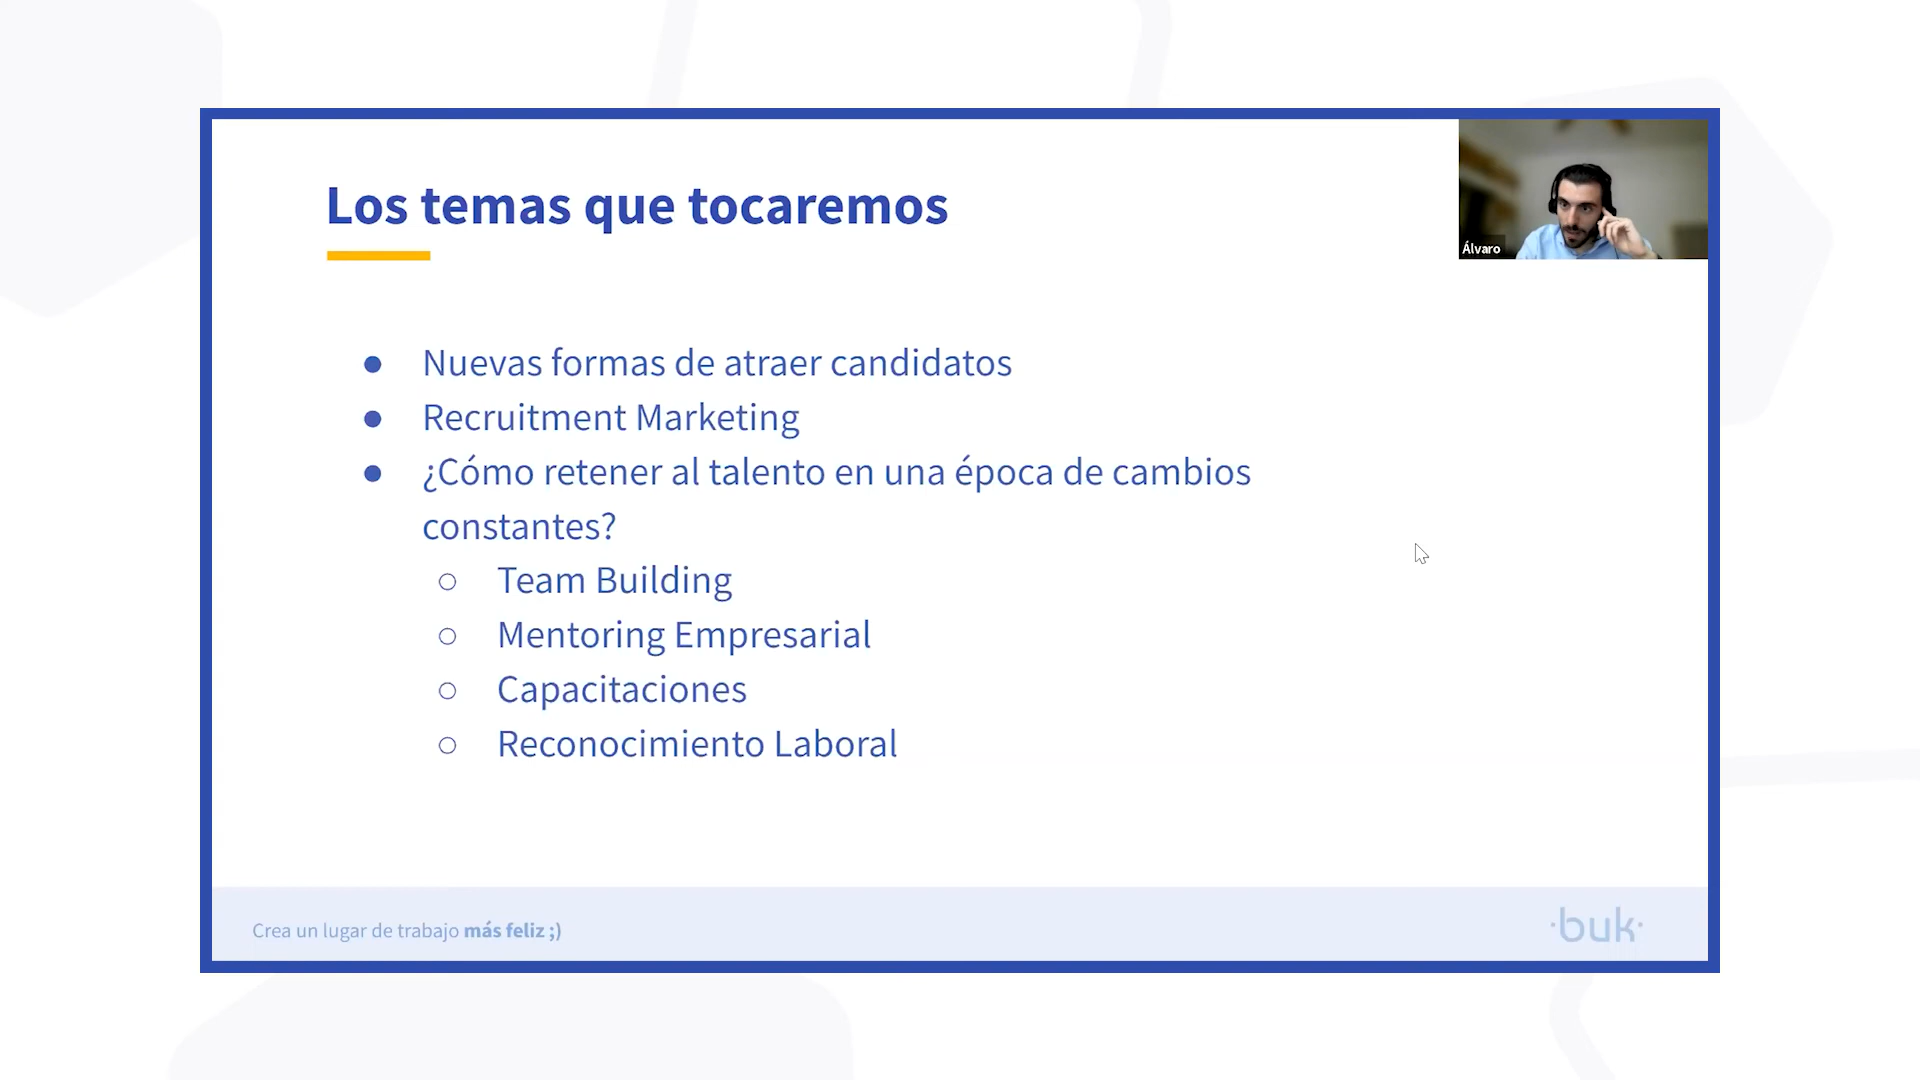 Los temas que tocaremos
Álvaro
● Nuevas formas de atraer candidatos
● Recruitment Marketing
● ¿Cómo retener al talento en una época de cambios
constantes?
○ Team Building
○ Mentoring Empresarial
○ Capacitaciones
○ Reconocimiento Laboral
Crea un lugar de trabajo más feliz ;)
·buk·